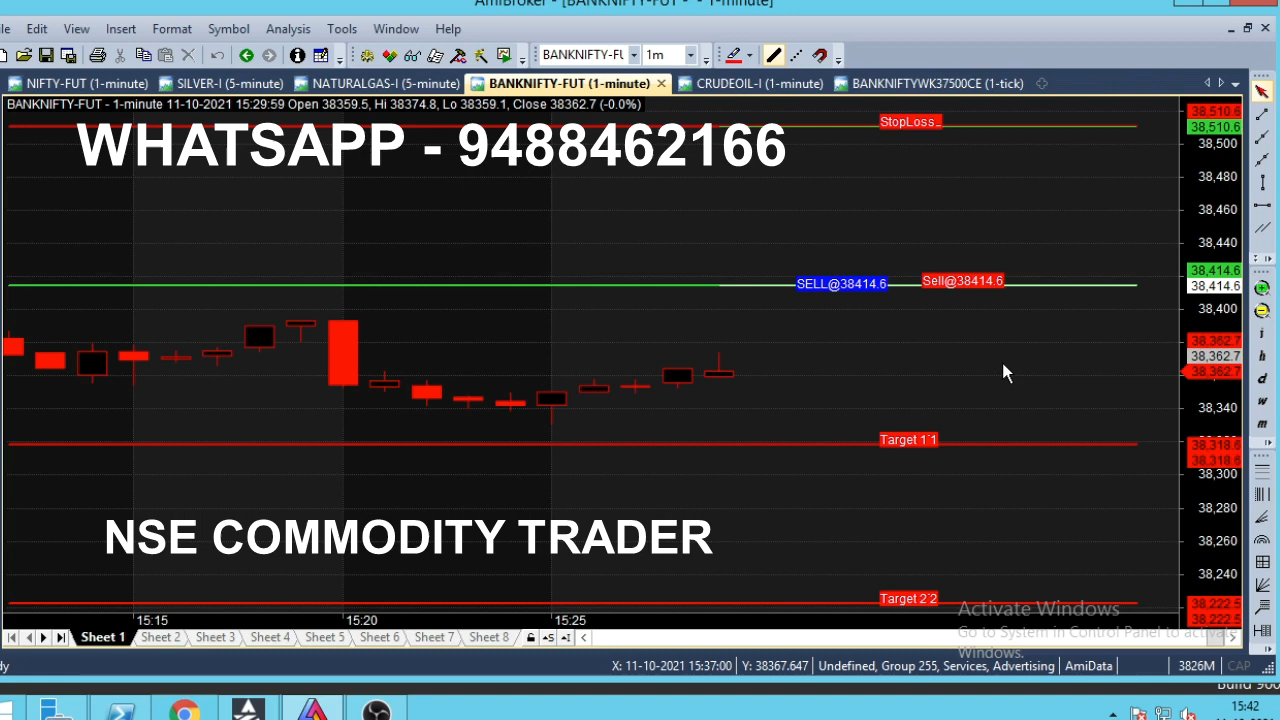 AmiBroker - [BANKNIFTY-FUT - - 1-minute]
Edit View Insert Format Symbol Analysis Tools Window Help
BANKNIFTY-FU 1m
NIFTY-FUT (1-minute) SILVER-I (5-minute) NATURALGAS-I (5-minute) BANKNIFTY-FUT (1-minute) CRUDEOIL-I (1-minute) BANKNIFTYWK37500CE (1-tick)
BANKNIFTY-FUT - 1-minute 11-10-2021 15:29:59 Open 38359.5, Hi 38374.8, Lo 38359.1, Close 38362.7 (-0.0%)
38,510.6
StopLoss..
38,510.6
WHATSAPP - 9488462166
38,500
38,480
38,460
38,440
38,414.6
SELL@38414.6 Sell@38414.6
38,414.6
38,400
38,362.7
38,362.7
38,362.7
i
h
d
w
m
38,340
Target 1
38,318.6
38,318.6
38,300
38,280
NSE COMMODITY TRADER
38,260
38,240
Target 2
38,222.5
38,222.5
15:15 15:20 15:25
Activate Windows
Go to System in Control Panel to activate
Windows.
Sheet 1 Sheet 2 Sheet 3 Sheet 4 Sheet 5 Sheet 6 Sheet 7 Sheet 8
X: 11-10-2021 15:37:00 Y: 38367.647 Undefined, Group 255, Services, Advertising AmiData 3826M CAP
15:42